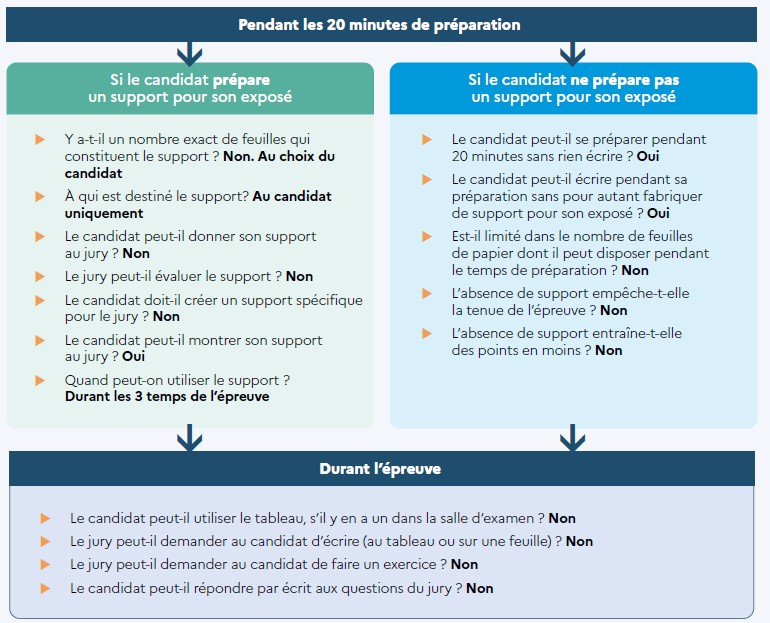 Pendant les 20 minutes de préparation
Si le candidat prépare
un support pour son exposé
Y a-t-il un nombre exact de feuilles qui
constituent le support ? Non. Au choix du
candidat
À qui est destiné le support? Au candidat
uniquement
Le candidat peut-il donner son support
au jury ? Non
Le jury peut-il évaluer le support ? Non
Le candidat doit-il créer un support spécifique
pour le jury ? Non
Le candidat peut-il montrer son support
au jury ? Oui
Quand peut-on utiliser le support ?
Durant les 3 temps de l’épreuve
Si le candidat ne prépare pas
un support pour son exposé
Le candidat peut-il se préparer pendant
20 minutes sans rien écrire ? Oui
Le candidat peut-il écrire pendant sa
préparation sans pour autant fabriquer
de support pour son exposé ? Oui
Est-il limité dans le nombre de feuilles
de papier dont il peut disposer pendant
le temps de préparation ? Non
L’absence de support empêche-t-elle
la tenue de l’épreuve ? Non
L’absence de support entraîne-t-elle
des points en moins ? Non
Durant l’épreuve
Le candidat peut-il utiliser le tableau, s’il y en a un dans la salle d’examen ? Non
Le jury peut-il demander au candidat d’écrire (au tableau ou sur une feuille) ? Non
Le jury peut-il demander au candidat de faire un exercice ? Non
Le candidat peut-il répondre par écrit aux questions du jury ? Non